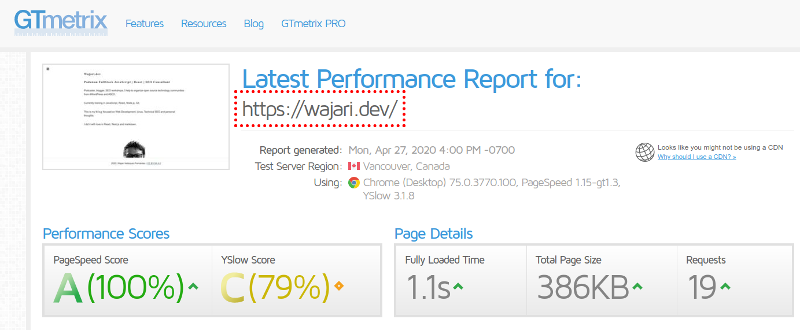 GTmetrix
Features Resources Blog GTmetrix PRO
Latest Performance Report for:
https://wajari.dev/
Report generated: Mon, Apr 27, 2020 4:00 PM -0700
Test Server Region: Vancouver, Canada
Using: Chrome (Desktop) 75.0.3770.100, PageSpeed 1.15-gt1.3,
YSlow 3.1.8
Looks like you might not be using a CDN
Why should I use a CDN? »
Performance Scores
PageSpeed Score YSlow Score
A (100%) C (79%)
Page Details
Fully Loaded Time Total Page Size Requests
1.1s 386KB 19